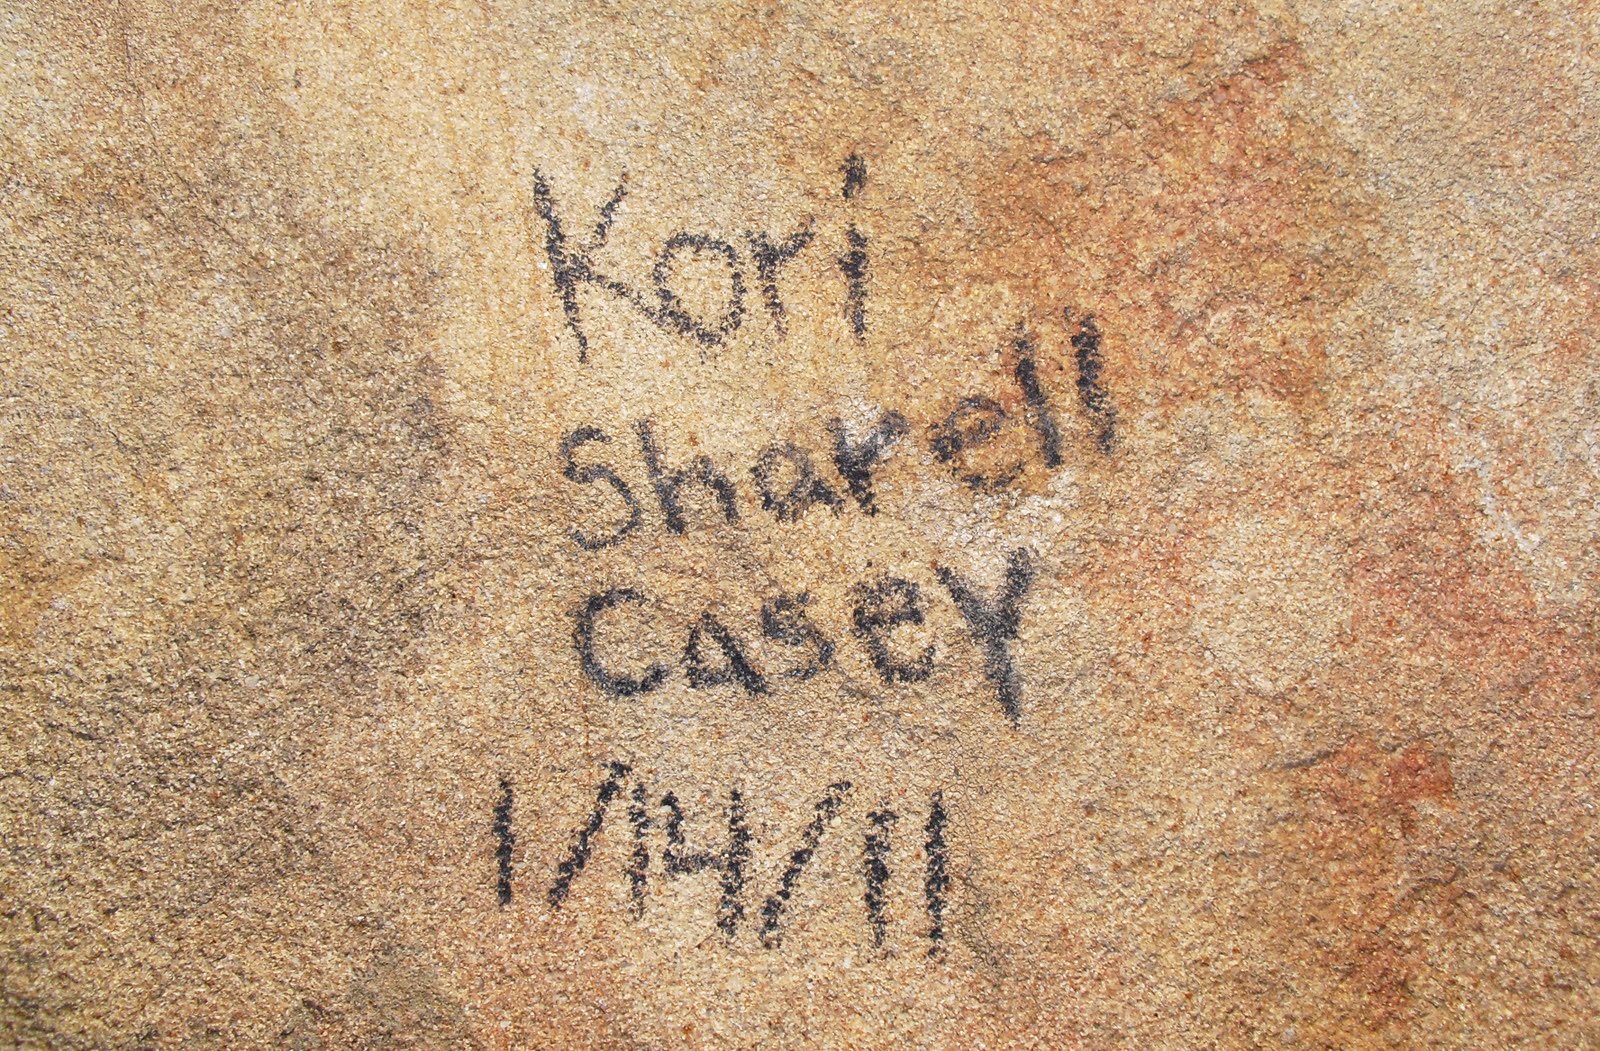 Kori
Sharell
Casey
1/14/11